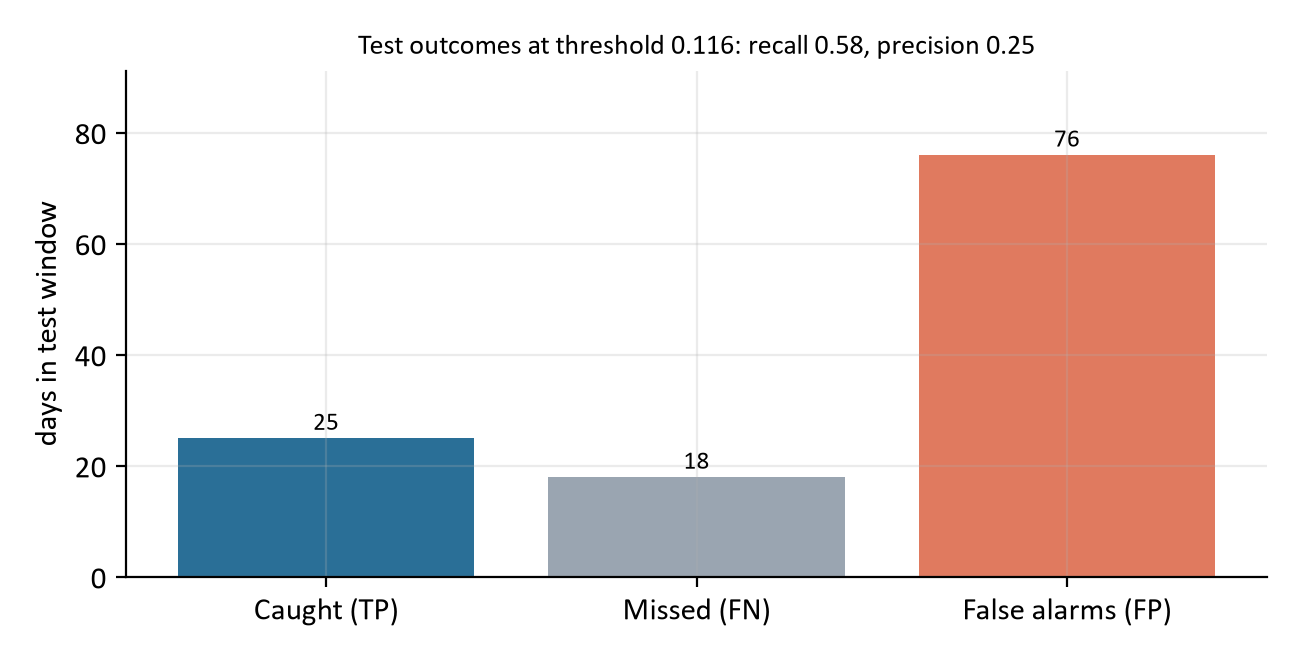 Test outcomes at threshold 0.116: recall 0.58, precision 0.25
days in test window
80
60
40
20
0
25
18
76
Caught (TP)
Missed (FN)
False alarms (FP)